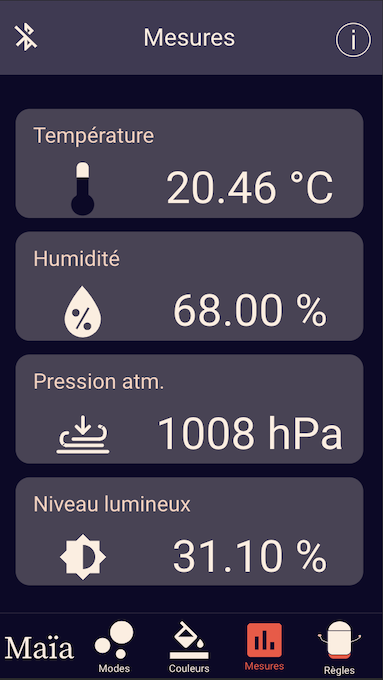 Mesures
i
Température
20.46 °C
Humidité
%
68.00 %
Pression atm.
1008 hPa
Niveau lumineux
31.10 %
Maïa
Modes
Couleurs
Mesures
Règles